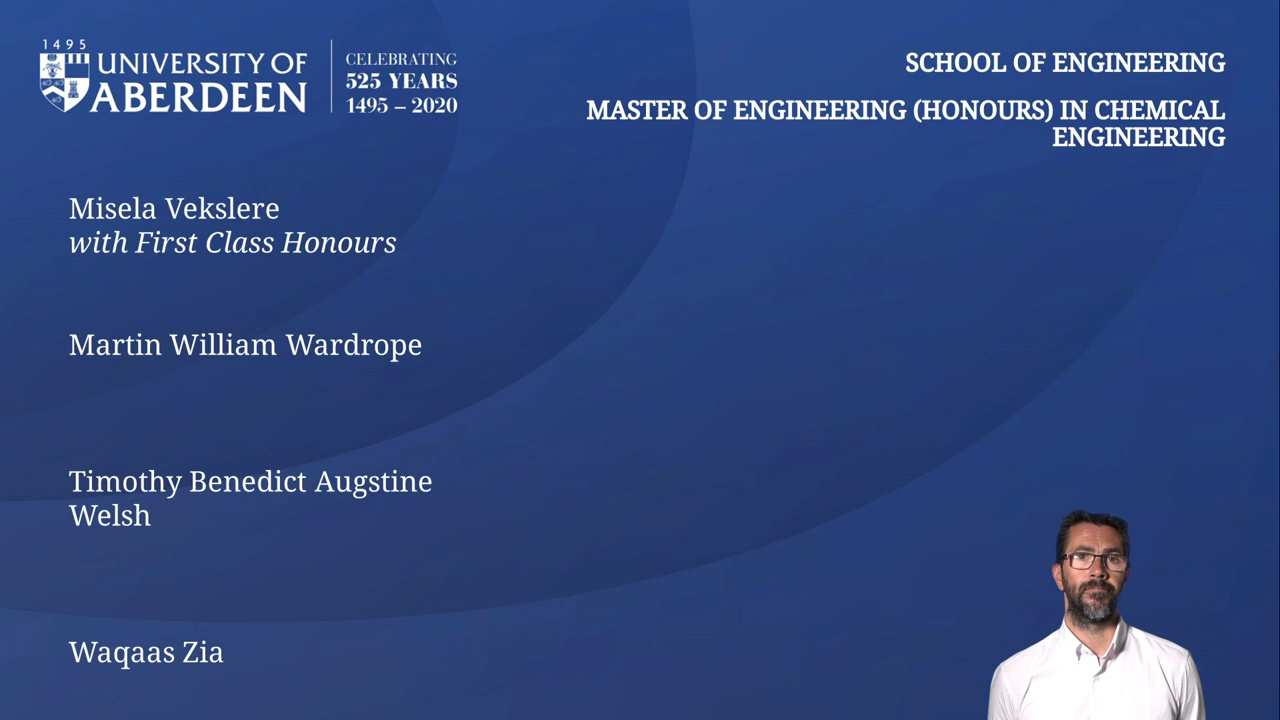 1495
UNIVERSITY OF
ABERDEEN
CELEBRATING
525 YEARS
1495 – 2020
SCHOOL OF ENGINEERING
MASTER OF ENGINEERING (HONOURS) IN CHEMICAL
ENGINEERING
Misela Vekslere
with First Class Honours
Martin William Wardrope
Timothy Benedict Augstine
Welsh
Waqaas Zia